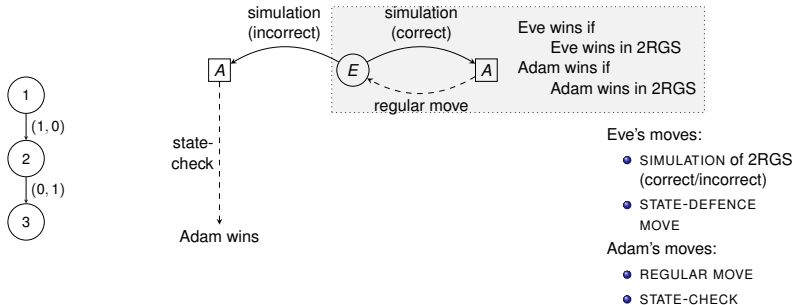 1
(1, 0)
2
(0, 1)
3
simulation
(incorrect)
simulation
(correct)
A
E
A
regular move
state-
check
Adam wins
Eve wins if
Eve wins in 2RGS
Adam wins if
Adam wins in 2RGS
Eve's moves:
SIMULATION of 2RGS
(correct/incorrect)
STATE-DEFENCE
MOVE
Adam's moves:
REGULAR MOVE
STATE-CHECK